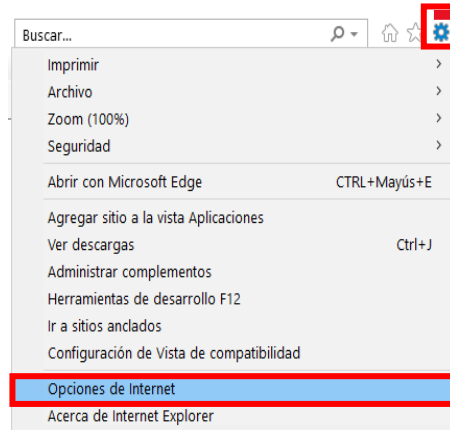 Buscar...
Imprimir
Archivo
Zoom (100%)
Seguridad
Abrir con Microsoft Edge CTRL+Mayús+E
Agregar sitio a la vista Aplicaciones
Ver descargas Ctrl+J
Administrar complementos
Herramientas de desarrollo F12
Ir a sitios anclados
Configuración de Vista de compatibilidad
Opciones de Internet
Acerca de Internet Explorer